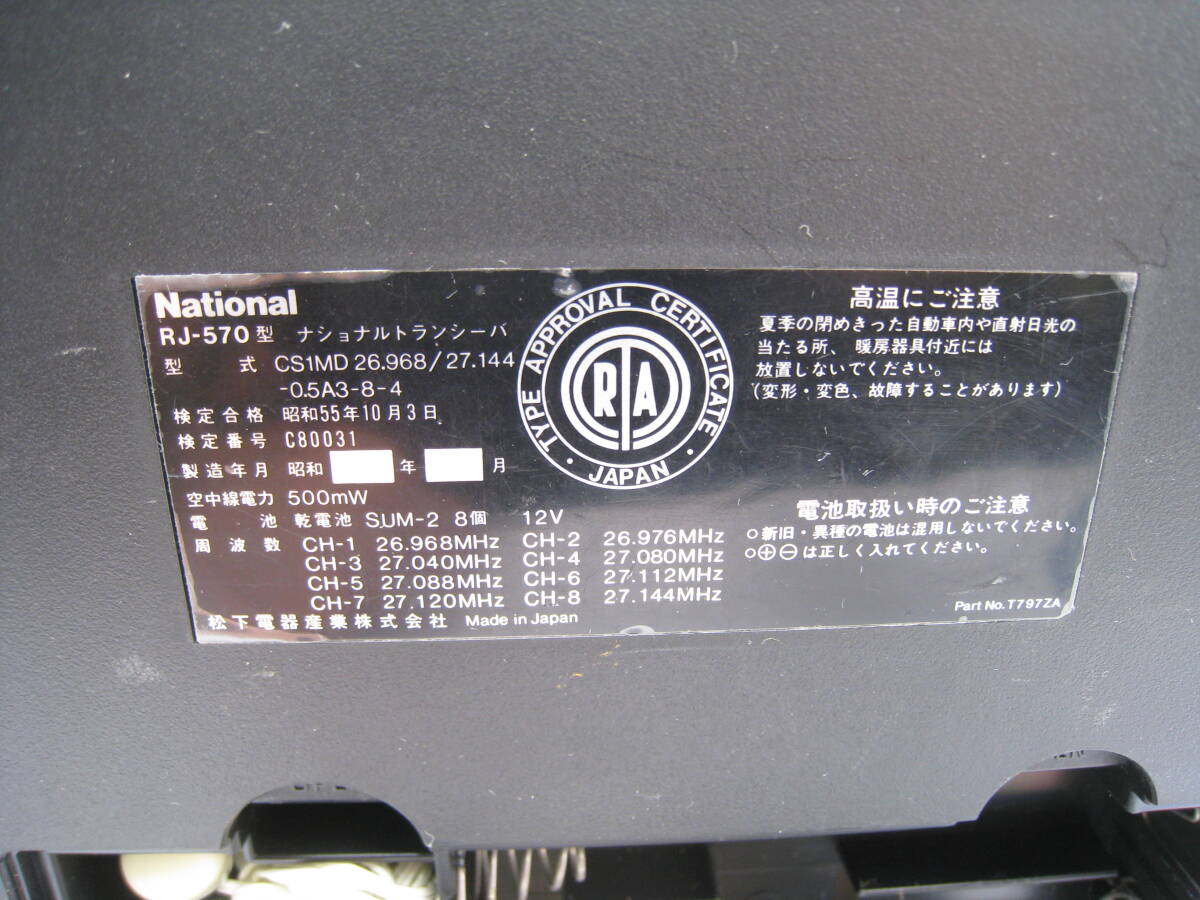 National
RJ-570型 ナショナルトランシーバ
型 式 CS1MD 26.968/27.144
-0.5A3-8-4
検定合格 昭和55年10月3日
検定番号 C80031
製造年月 昭和 年 月
空中線電力 500mW
電 池 乾電池 SUM-2 8個 12V
周波数 CH-1 26.968MHz CH-2 26.976MHz
CH-3 27.040MHz CH-4 27.080MHz
CH-5 27.088MHz CH-6 27.112MHz
CH-7 27.120MHz CH-8 27.144MHz
松下電器産業株式会社 Made in Japan
TYPE APPROVAL CERTIFICATE
RTA
・JAPAN・
高温にご注意
夏季の閉めきった自動車内や直射日光の
当たる所、暖房器具付近には
放置しないでください。
(変形・変色、故障することがあります)
電池取扱い時のご注意
○新旧・異種の電池は混用しないでください。
○⊕⊖は正しく入れてください。
Part No.T797ZA